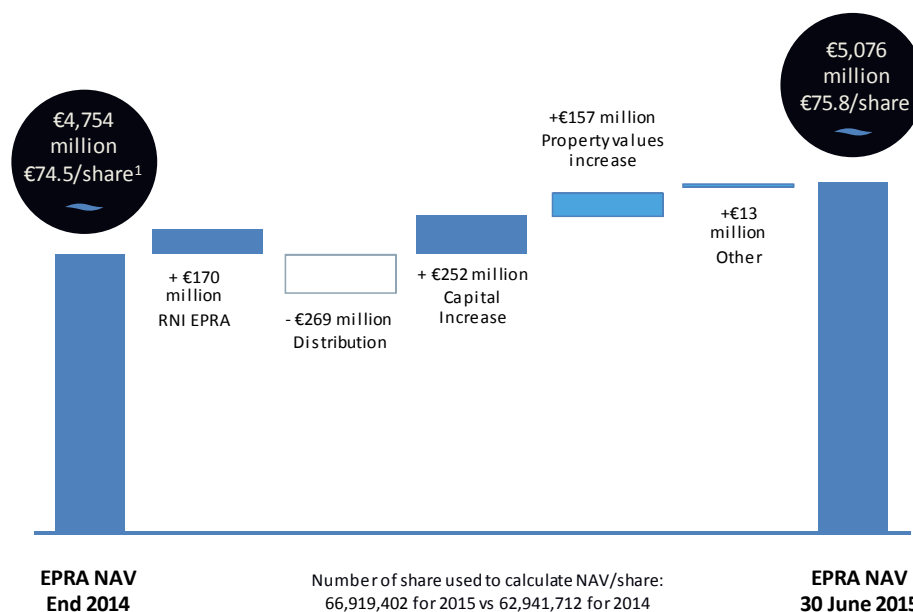 €4,754
million
€74.5/share¹
+ €170
million
RNI EPRA
- €269 million
Distribution
+ €252 million
Capital
Increase
+€157 million
Property values
increase
+€13
million
Other
€5,076
million
€75.8/share
EPRA NAV
End 2014
Number of share used to calculate NAV/share:
66,919,402 for 2015 vs 62,941,712 for 2014
EPRA NAV
30 June 2015